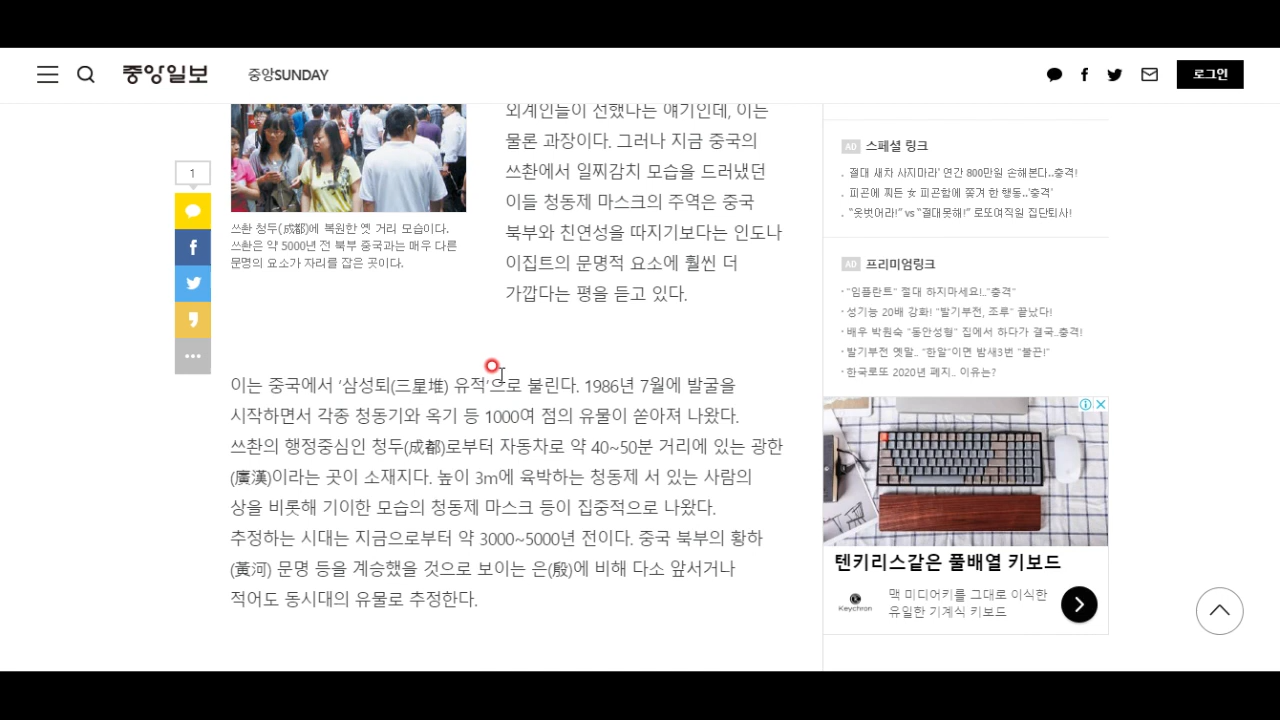 중앙일보
중앙SUNDAY
로그인
1
쓰촨 청두(成都)에 복원한 옛 거리 모습이다.
쓰촨은 약 5000년 전 북부 중국과는 매우 다른
문명의 요소가 자리를 잡은 곳이다.
외계인들이 전했다는 얘기인데, 이는
물론 과장이다. 그러나 지금 중국의
쓰촨에서 일찌감치 모습을 드러냈던
이들 청동제 마스크의 주역은 중국
북부와 친연성을 따지기보다는 인도나
이집트의 문명적 요소에 훨씬 더
가깝다는 평을 듣고 있다.
이는 중국에서 ‘삼성퇴(三星堆) 유적’으로 불린다. 1986년 7월에 발굴을
시작하면서 각종 청동기와 옥기 등 1000여 점의 유물이 쏟아져 나왔다.
쓰촨의 행정중심인 청두(成都)로부터 자동차로 약 40~50분 거리에 있는 광한
(廣漢)이라는 곳이 소재지다. 높이 3m에 육박하는 청동제 서 있는 사람의
상을 비롯해 기이한 모습의 청동제 마스크 등이 집중적으로 나왔다.
추정하는 시대는 지금으로부터 약 3000~5000년 전이다. 중국 북부의 황하
(黃河) 문명 등을 계승했을 것으로 보이는 은(殷)에 비해 다소 앞서거나
적어도 동시대의 유물로 추정한다.
AD 스페셜 링크
절대 새차 사지마라' 연간 800만원 손해본다..충격!
피곤에 찌든 女 피곤함에 쫓겨 한 행동..'충격'
"옷벗어라!" vs "결대못해!" 로또여직원 집단퇴사!
AD 프리미엄링크
"임플란트" 절대 하지마세요!.."충격"
성기능 20배 강화! "발기부전, 조루" 끝났다!
배우 박원숙 "동안성형" 집에서 하다가 결국..충격!
발기부전 옛말.. "한알"이면 밤새3번 "불끈!"
한국로또 2020년 폐지.. 이유는?
텐키리스같은 풀배열 키보드
Keychron
맥 미디어키를 그대로 이식한
유일한 기계식 키보드